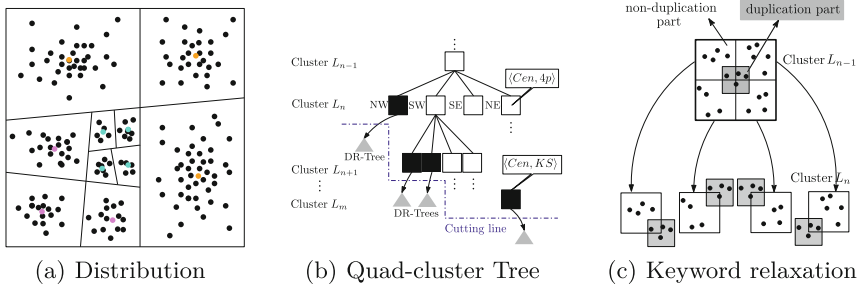 non-duplication part
duplication part
⋮
Cluster L_{n−1}
Cluster L_n
NW SW SE NE
⟨Cen, 4p⟩
⋮
DR-Tree
Cluster L_{n+1}
⋮
⋮ ⋮
⟨Cen, KS⟩
Cluster L_m
DR-Trees
Cutting line
Cluster L_{n−1}
Cluster L_n
(a) Distribution
(b) Quad-cluster Tree
(c) Keyword relaxation